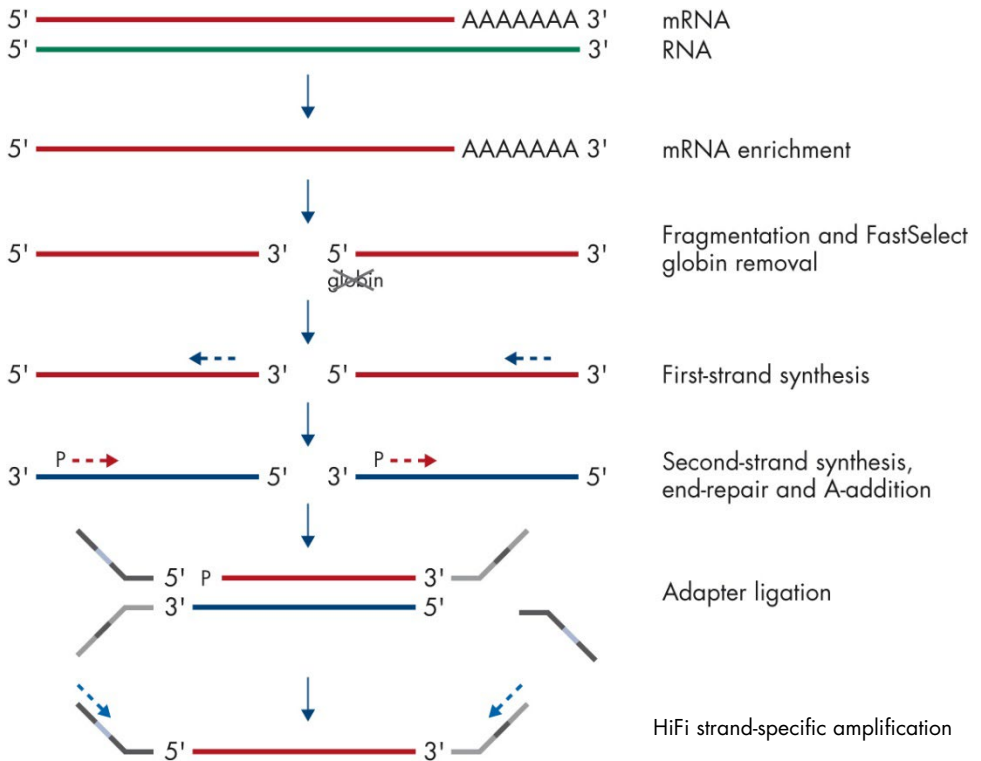 5' AAAAAAA 3' mRNA
5' 3' RNA
5' AAAAAAA 3' mRNA enrichment
5' 3' 5' 3' Fragmentation and FastSelect
globin removal
globin
5' 3' 5' 3' First-strand synthesis
P P
3' 5' 3' 5' Second-strand synthesis,
end-repair and A-addition
5' P 3'
3' 5' Adapter ligation
HiFi strand-specific amplification
5' 3'